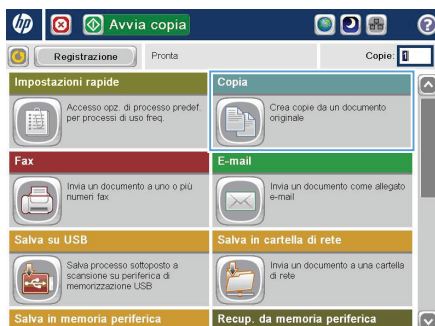 hp
Avvia copia
?
Registrazione
Pronta
Copie: 1
Impostazioni rapide
Accesso opz. di processo predef. per processi di uso freq.
Copia
Crea copie da un documento originale
Fax
Invia un documento a uno o più numeri fax
E-mail
Invia un documento come allegato e-mail
Salva su USB
Salva processo sottoposto a scansione su periferica di memorizzazione USB
Salva in cartella di rete
Invia un documento a una cartella di rete
Salva in memoria periferica
Recup. da memoria periferica